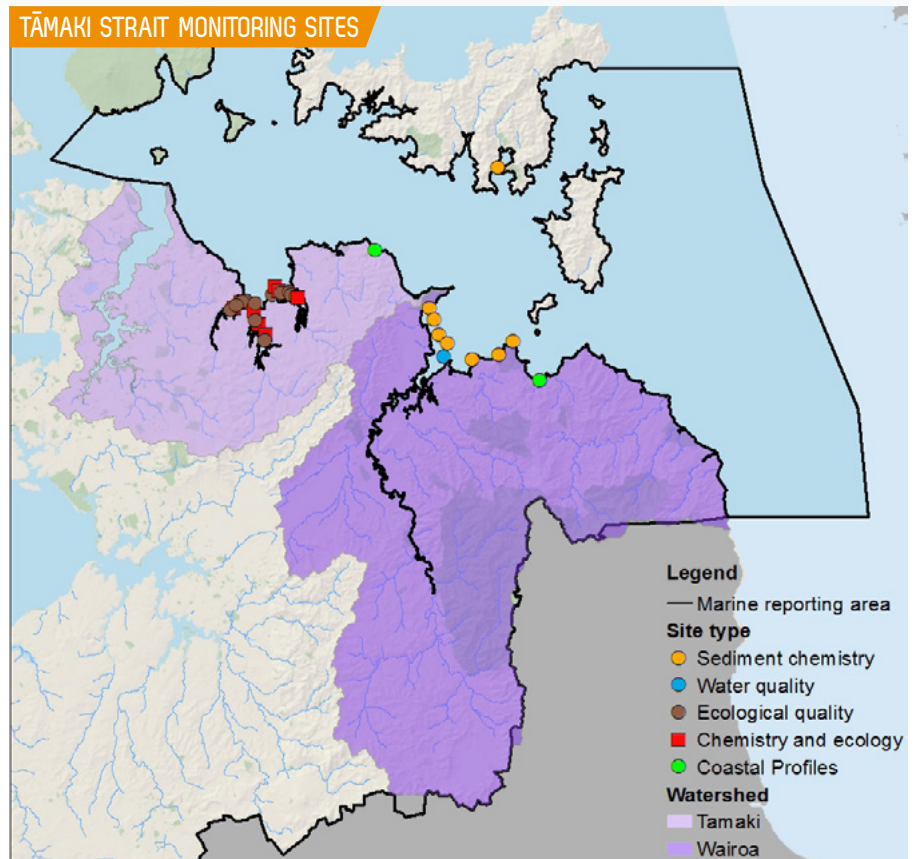 TĀMAKI STRAIT MONITORING SITES
Legend
Marine reporting area
Site type
Sediment chemistry
Water quality
Ecological quality
Chemistry and ecology
Coastal Profiles
Watershed
Tamaki
Wairoa